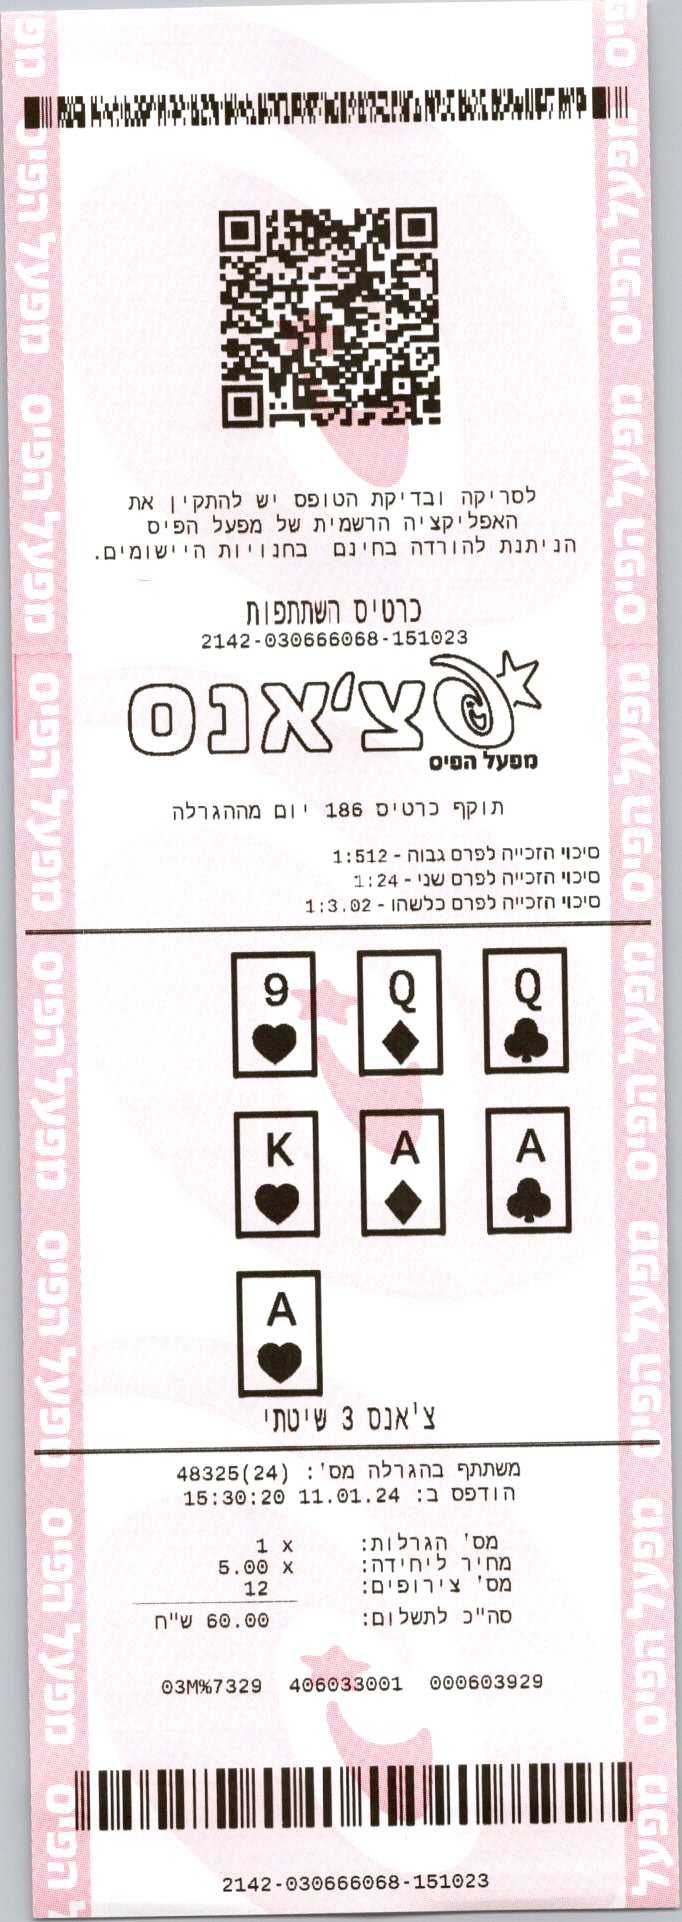 לסריקה ובדיקת הטופס יש להתקין את
האפליקציה הרשמית של מפעל הפיס
הניתנת להורדה בחינם בחנויות היישומים.
כרטיס השתתפות
2142-030666068-151023
צ'אנס
מפעל הפיס
תוקף כרטיס 186 יום מההגרלה
סיכוי הזכייה לפרס גבוה - 1:512
סיכוי הזכייה לפרס שני - 1:24
סיכוי הזכייה לפרס כלשהו - 1:3.02
9 Q Q
K A A
A
צ'אנס 3 שיטתי
משתתף בהגרלה מס': 48325(24)
הודפס ב: 11.01.24 15:30:20
מס' הגרלות: 1 x
מחיר ליחידה: 5.00 x
מס' צירופים: 12
סה"כ לתשלום: 60.00 ש"ח
03M%7329 406033001 000603929
2142-030666068-151023
מפעל הפיס
מפעל הפיס